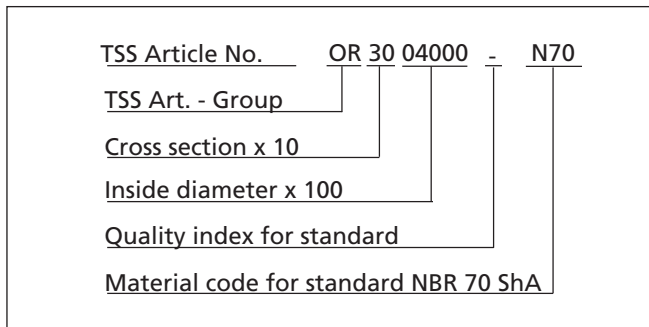 TSS Article No. OR 30 04000 - N70
TSS Art. - Group
Cross section x 10
Inside diameter x 100
Quality index for standard
Material code for standard NBR 70 ShA